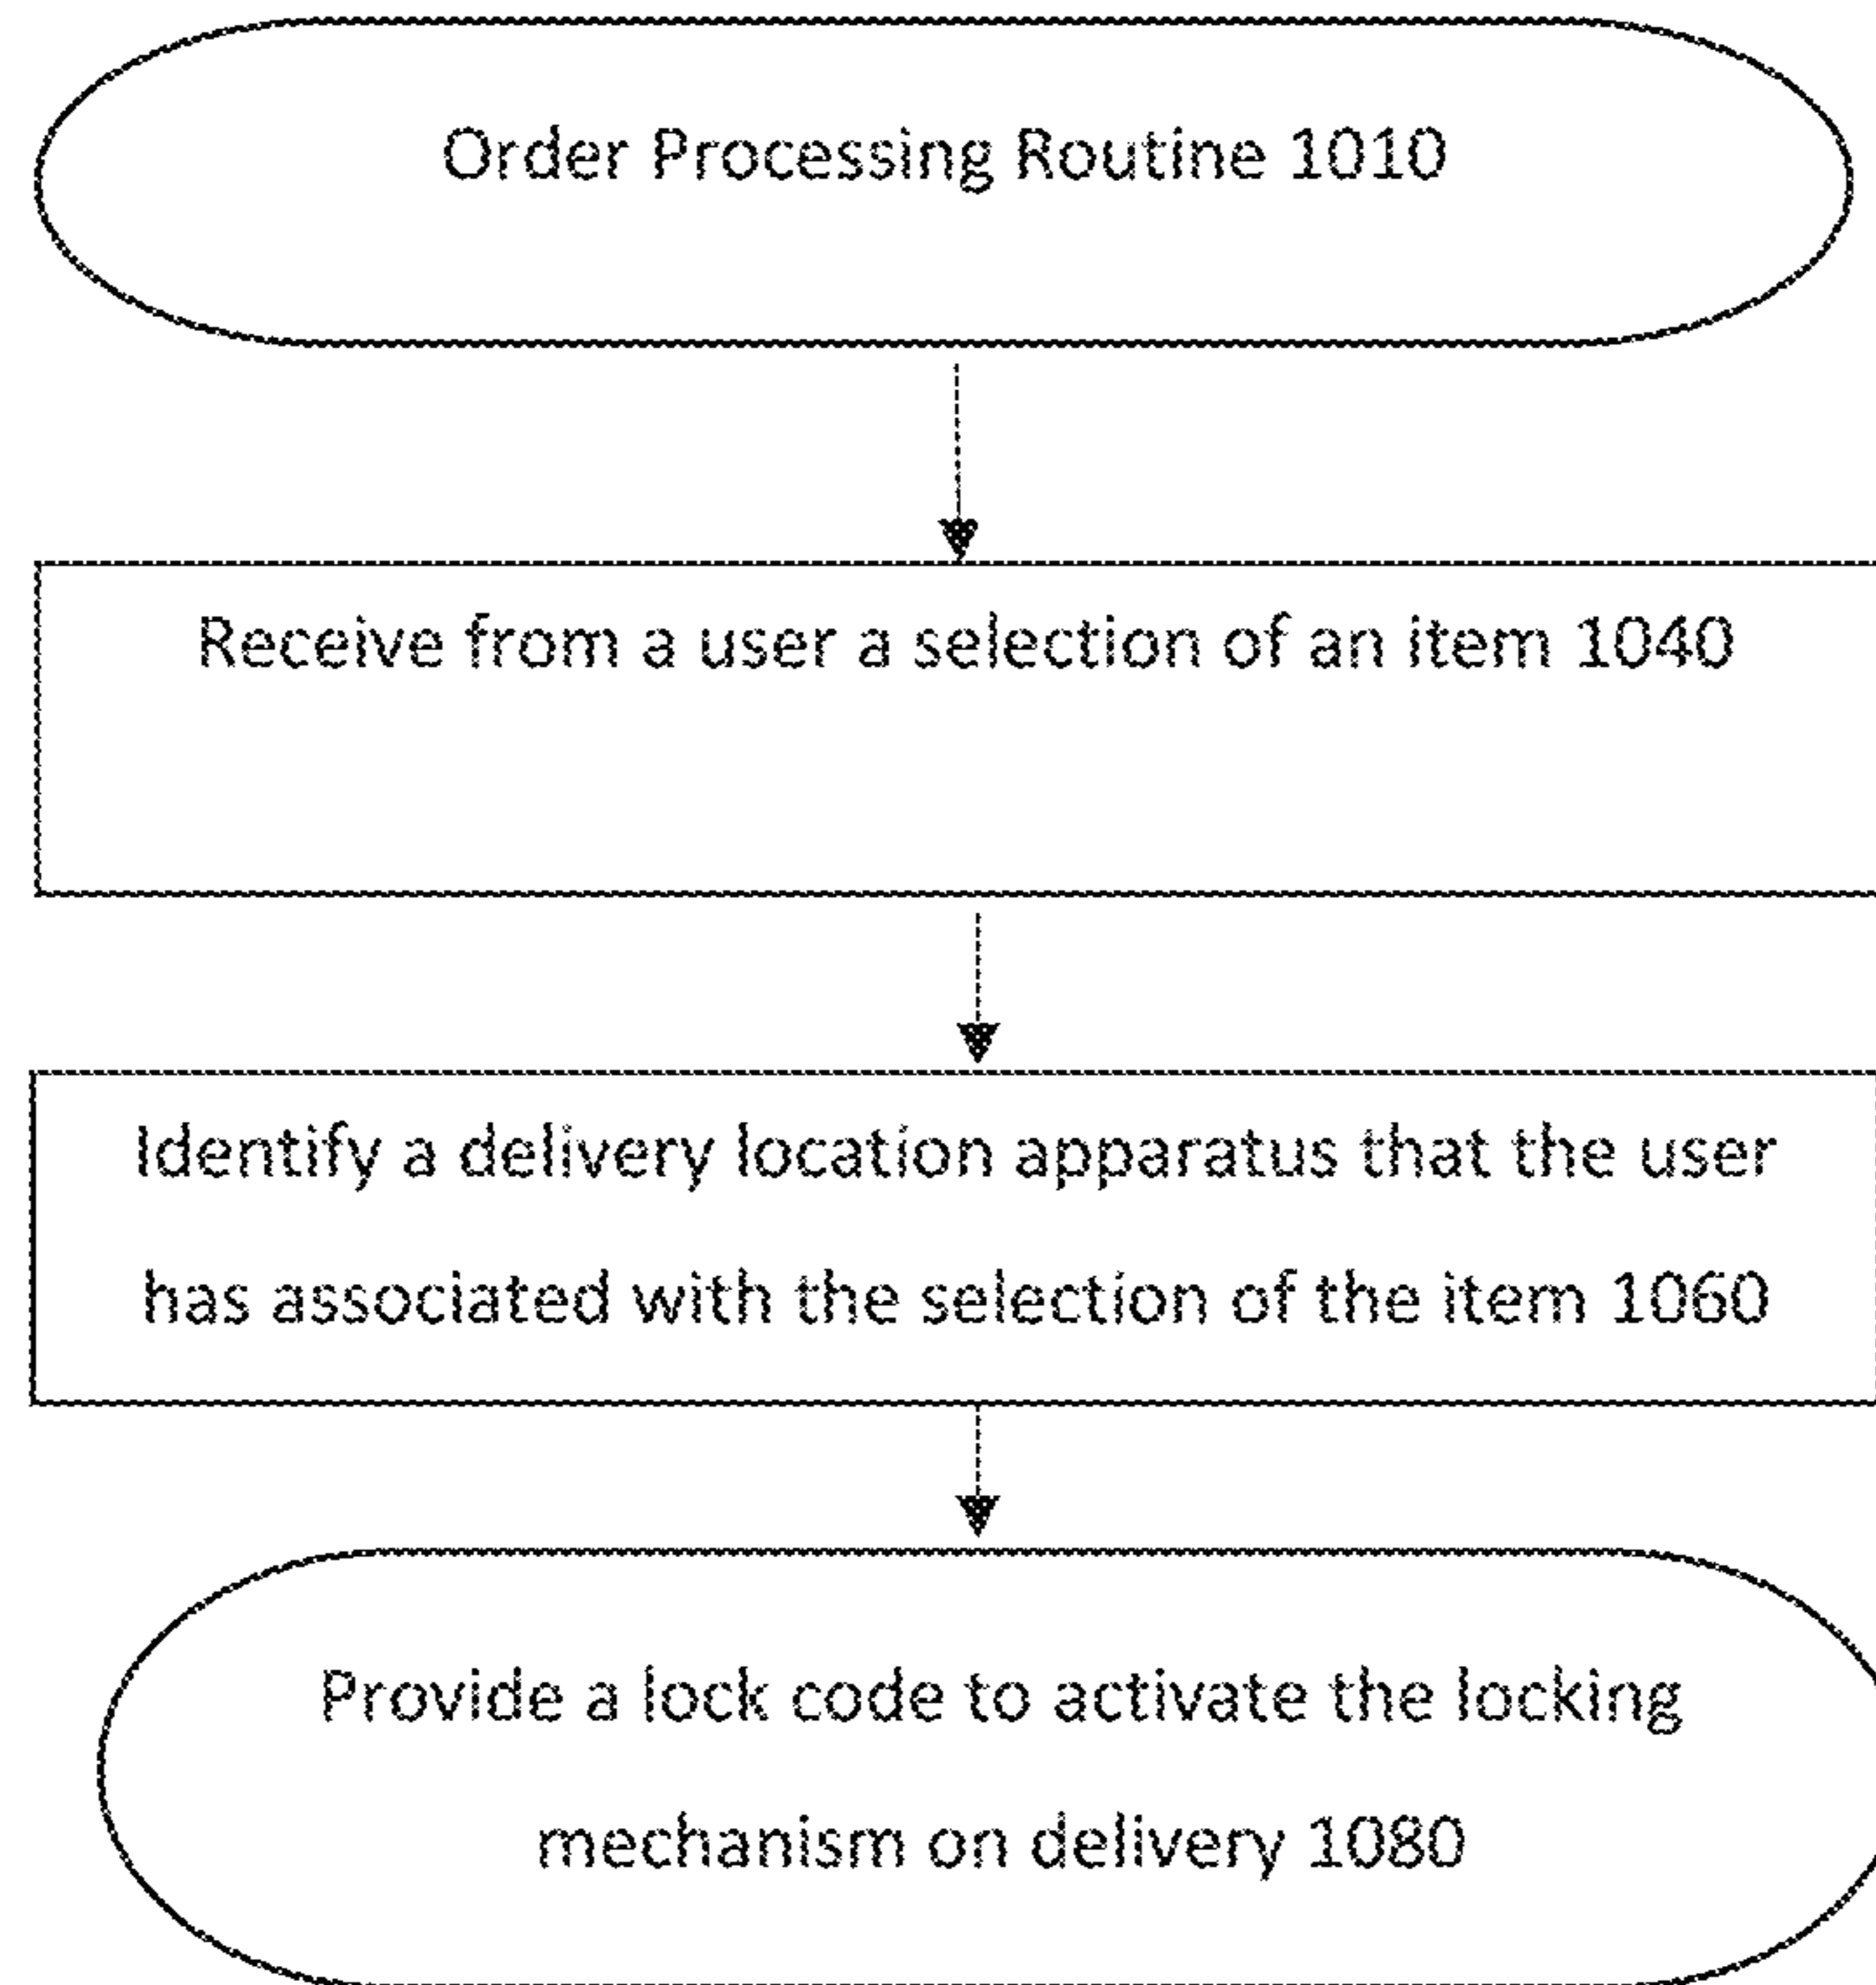 Order Processing Routine 1010
Receive from a user a selection of an item 1040
Identify a delivery location apparatus that the user
has associated with the selection of the item 1060
Provide a lock code to activate the locking
mechanism on delivery 1080